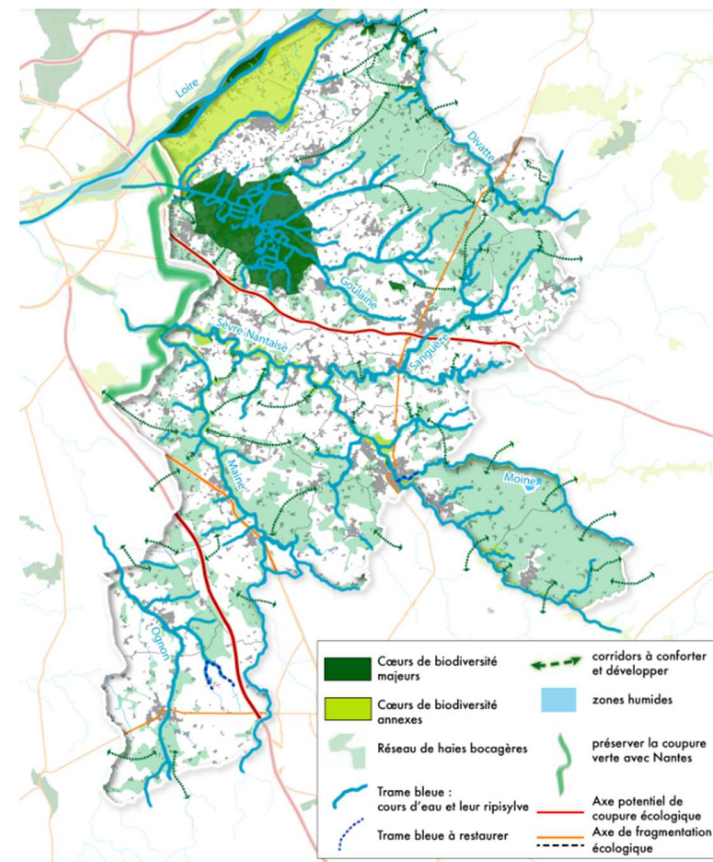 Loire
Divatte
Goulaine
Sèvre-Nantaise
Sanguèze
Maine
Moine
Ognon
Cœurs de biodiversité
majeurs
Cœurs de biodiversité
annexes
Réseau de haies bocagères
Trame bleue :
cours d'eau et leur ripisylve
Trame bleue à restaurer
corridors à conforter
et développer
zones humides
préserver la coupure
verte avec Nantes
Axe potentiel de
coupure écologique
Axe de fragmentation
écologique